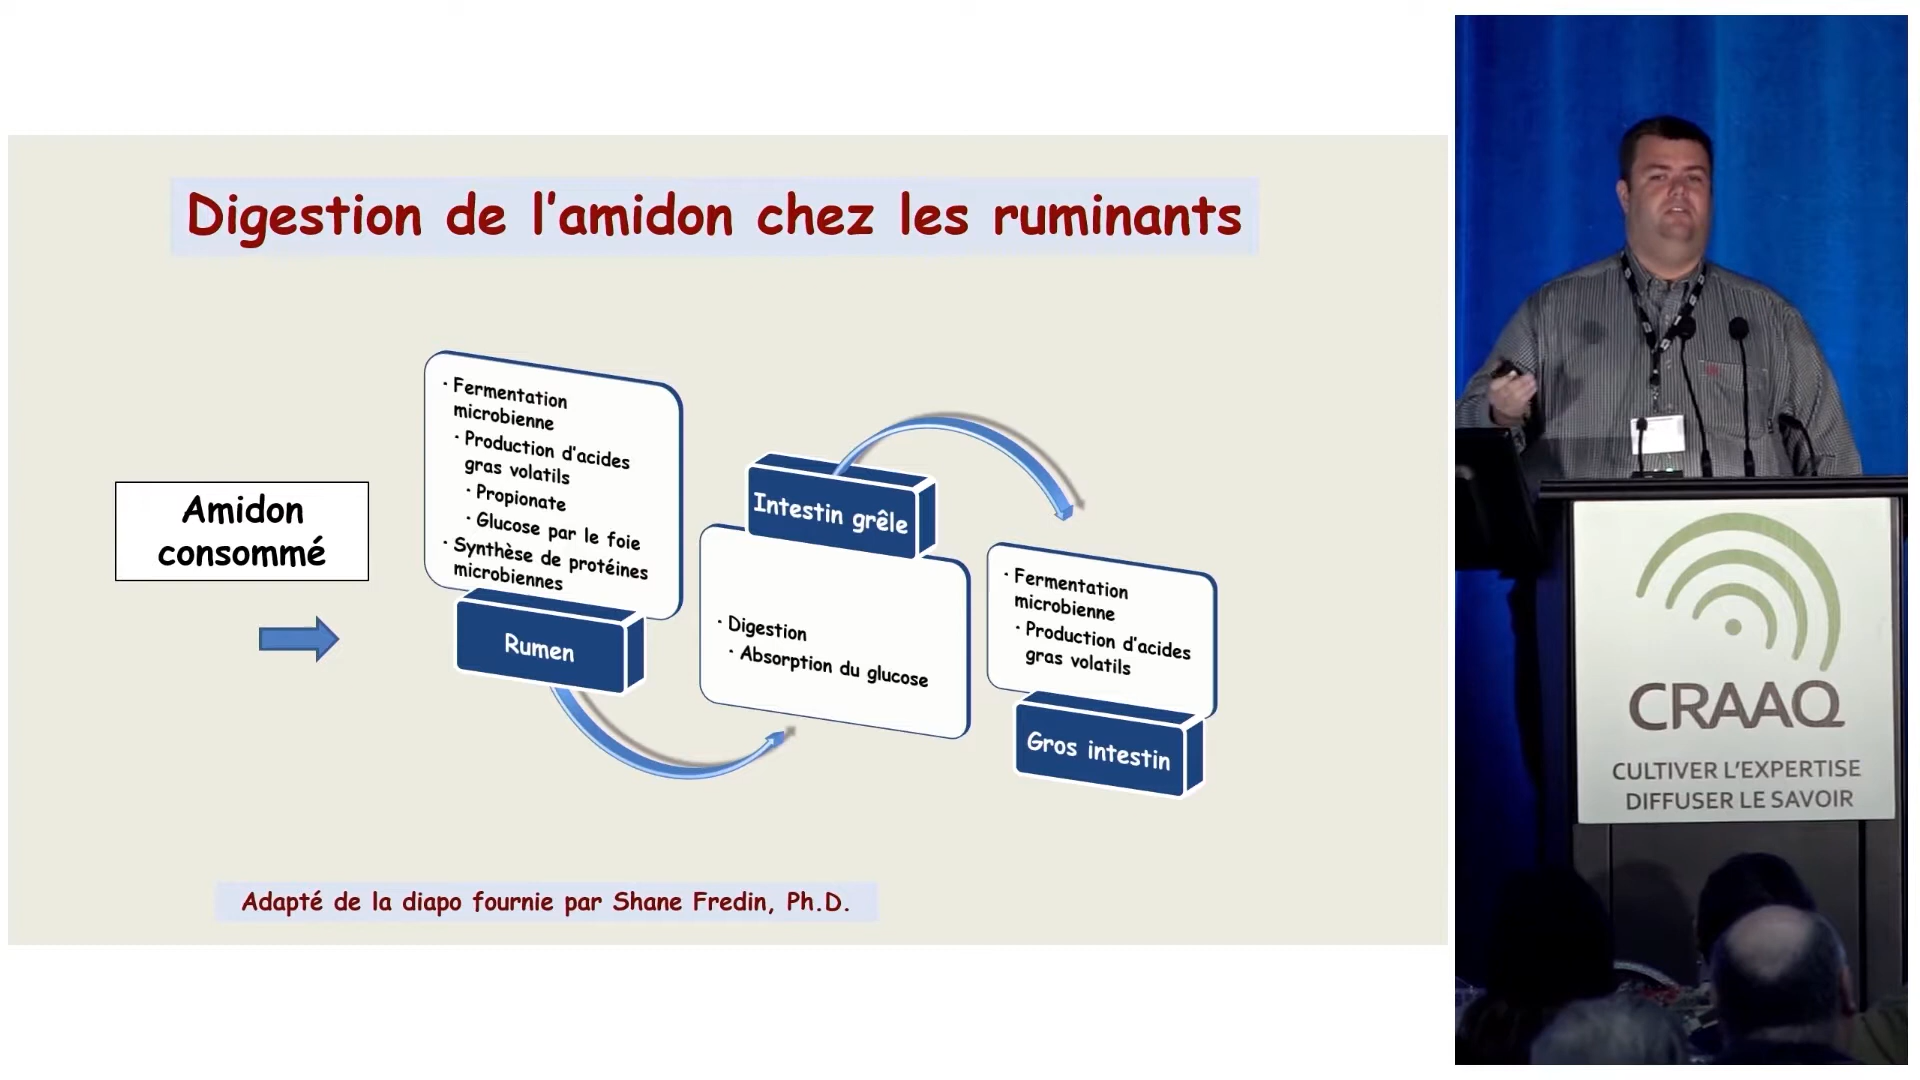 Digestion de l'amidon chez les ruminants
Amidon
consommé
· Fermentation
microbienne
· Production d'acides
gras volatils
· Propionate
· Glucose par le foie
· Synthèse de protéines
microbiennes
Rumen
Intestin grêle
· Digestion
· Absorption du glucose
· Fermentation
microbienne
· Production d'acides
gras volatils
Gros intestin
Adapté de la diapo fournie par Shane Fredin, Ph.D.
CRAAQ
CULTIVER L'EXPERTISE
DIFFUSER LE SAVOIR